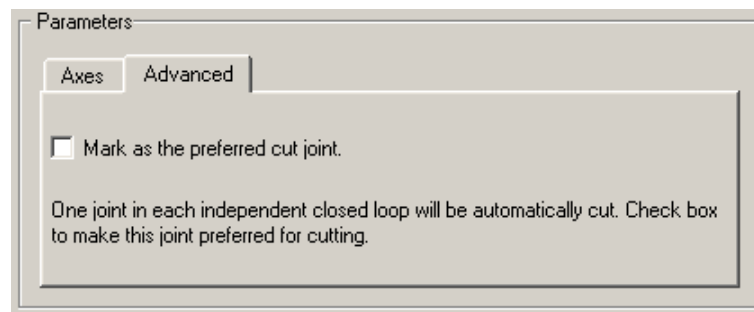 Parameters
Axes
Advanced
Mark as the preferred cut joint.
One joint in each independent closed loop will be automatically cut. Check box
to make this joint preferred for cutting.